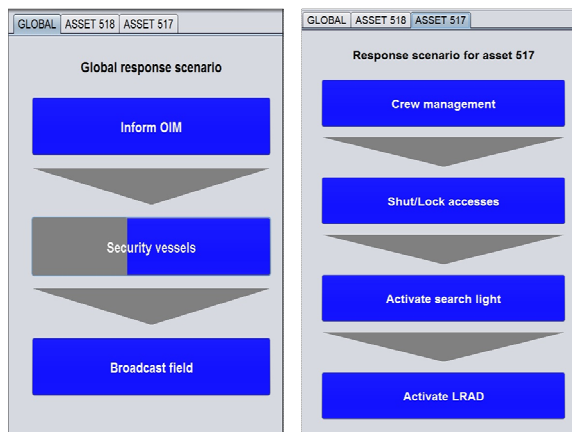 GLOBAL ASSET 518 ASSET 517
Global response scenario
Inform OIM
Security vessels
Broadcast field
GLOBAL ASSET 518 ASSET 517
Response scenario for asset 517
Crew management
Shut/Lock accesses
Activate search light
Activate LRAD